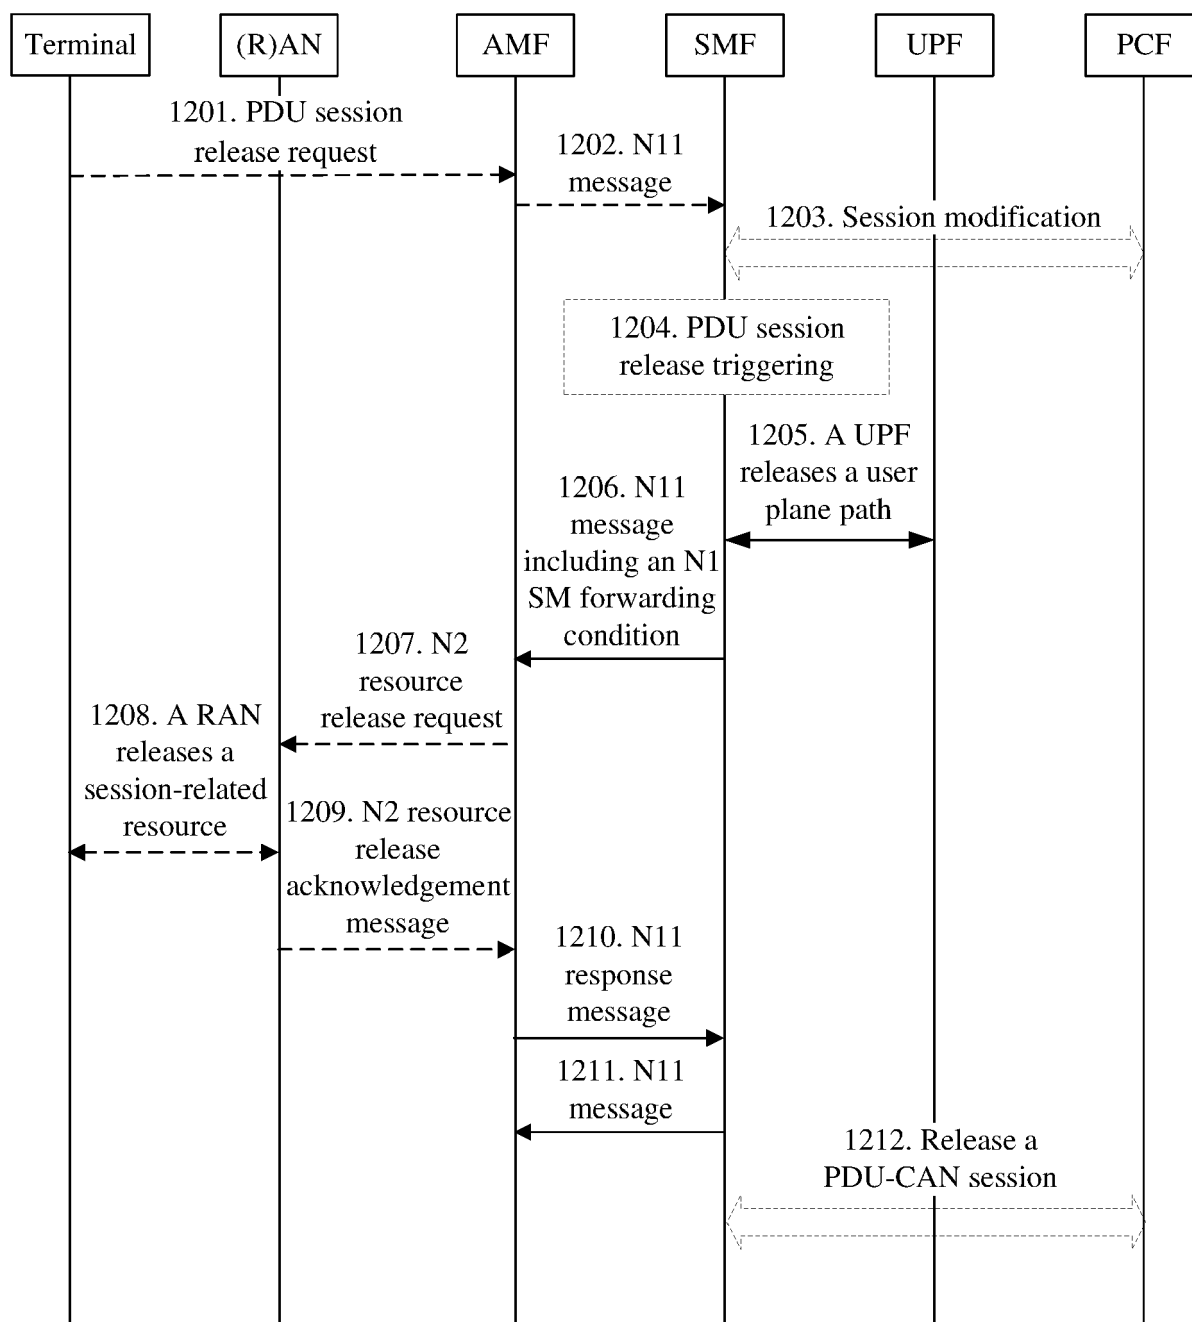 Terminal
(R)AN
AMF
SMF
UPF
PCF
1201. PDU session
release request
1202. N11
message
1203. Session modification
1204. PDU session
release triggering
1205. A UPF
releases a user
plane path
1206. N11
message
including an N1
SM forwarding
condition
1207. N2
resource
release request
1208. A RAN
releases a
session-related
resource
1209. N2 resource
release
acknowledgement
message
1210. N11
response
message
1211. N11
message
1212. Release a
PDU-CAN session